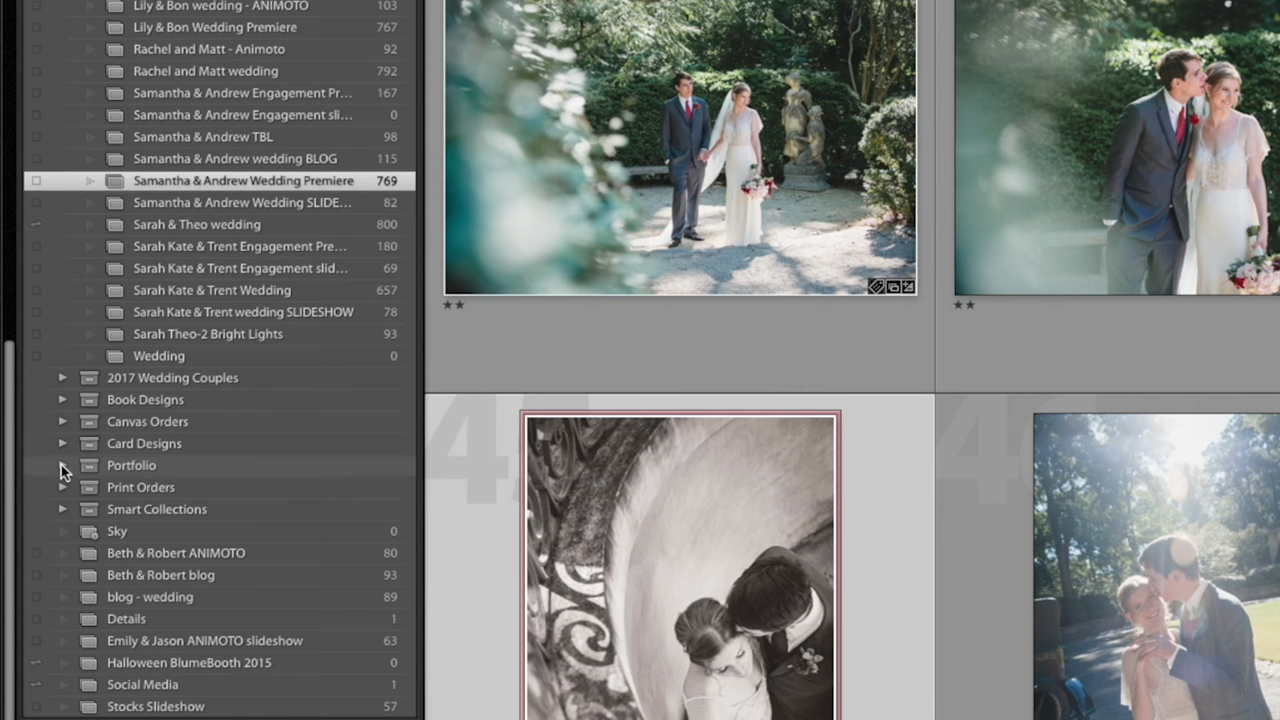 Lily & Bon wedding - ANIMOTO 103
Lily & Bon Wedding Premiere 767
Rachel and Matt - Animoto 92
Rachel and Matt wedding 792
Samantha & Andrew Engagement Pr... 167
Samantha & Andrew Engagement sli... 0
Samantha & Andrew TBL 98
Samantha & Andrew wedding BLOG 115
Samantha & Andrew Wedding Premiere 769
Samantha & Andrew Wedding SLIDE... 82
Sarah & Theo wedding 800
Sarah Kate & Trent Engagement Pre... 180
Sarah Kate & Trent Engagement slid... 69
Sarah Kate & Trent Wedding 657
Sarah Kate & Trent wedding SLIDESHOW 78
Sarah Theo-2 Bright Lights 93
Wedding 0
2017 Wedding Couples
Book Designs
Canvas Orders
Card Designs
Portfolio
Print Orders
Smart Collections
Sky 0
Beth & Robert ANIMOTO 80
Beth & Robert blog 93
blog - wedding 89
Details 1
Emily & Jason ANIMOTO slideshow 63
Halloween BlumeBooth 2015 0
Social Media 1
Stocks Slideshow 57